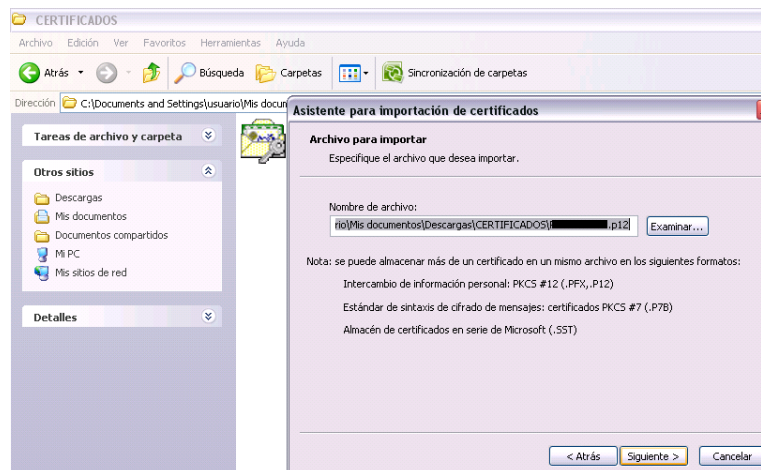 CERTIFICADOS
Archivo Edición Ver Favoritos Herramientas Ayuda
Atrás Búsqueda Carpetas Sincronización de carpetas
Dirección C:\Documents and Settings\usuario\Mis docun
Asistente para importación de certificados
Tareas de archivo y carpeta
Otros sitios
Descargas
Mis documentos
Documentos compartidos
Mi PC
Mis sitios de red
Detalles
Archivo para importar
Especifique el archivo que desea importar.
Nombre de archivo:
rio\Mis documentos\Descargas\CERTIFICADOS\ .p12 Examinar...
Nota: se puede almacenar más de un certificado en un mismo archivo en los siguientes formatos:
Intercambio de información personal: PKCS #12 (.PFX,.P12)
Estándar de sintaxis de cifrado de mensajes: certificados PKCS #7 (.P7B)
Almacén de certificados en serie de Microsoft (.SST)
< Atrás Siguiente > Cancelar